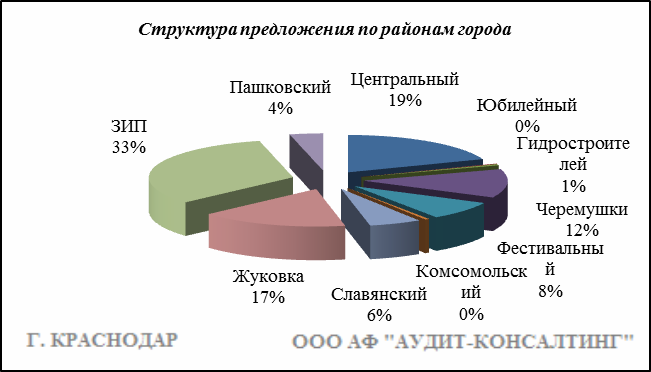 Структура предложения по районам города
Центральный
19%
Юбилейный
0%
Гидростроите
лей
1%
Черемушки
12%
Фестивальны
й
8%
Комсомольск
ий
0%
Славянский
6%
Жуковка
17%
ЗИП
33%
Пашковский
4%
Г. КРАСНОДАР
ООО АФ "АУДИТ-КОНСАЛТИНГ"